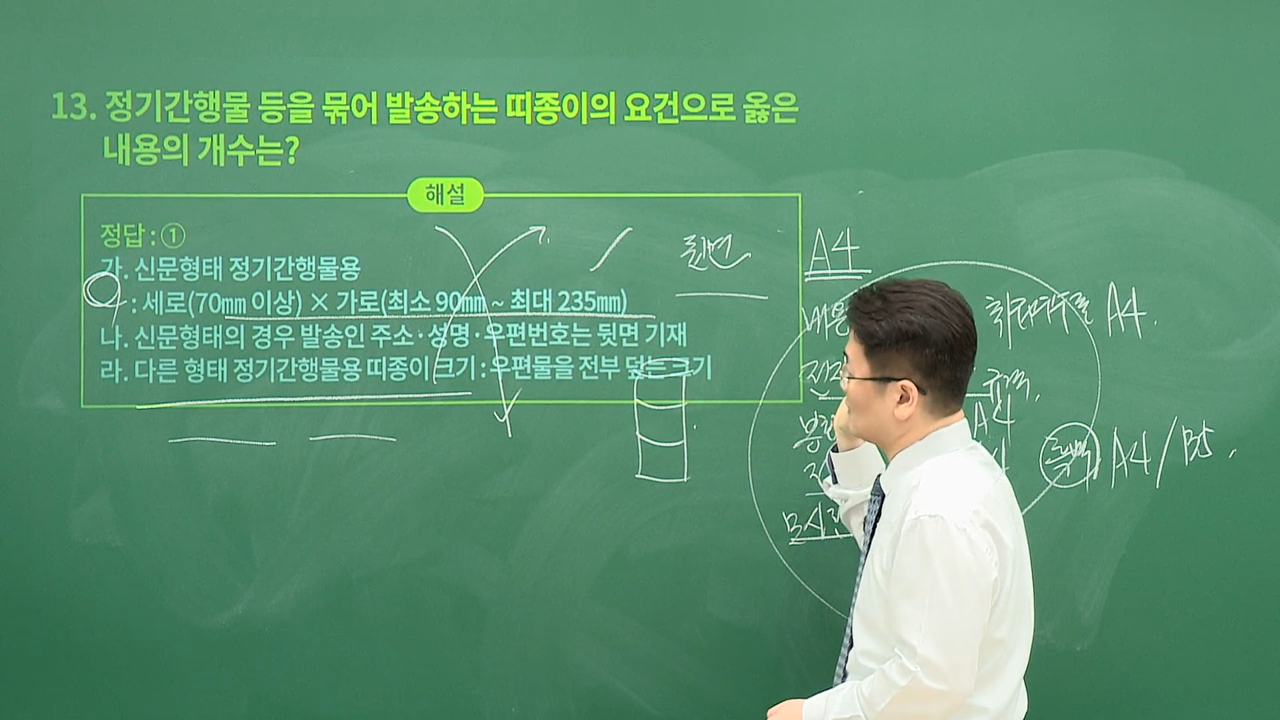 13. 정기간행물 등을 묶어 발송하는 띠종이의 요건으로 옳은
내용의 개수는?
해설
정답 : ①
가. 신문형태 정기간행물용
: 세로(70㎜ 이상) × 가로(최소 90㎜ ~ 최대 235㎜)
나. 신문형태의 경우 발송인 주소·성명·우편번호는 뒷면 기재
라. 다른 형태 정기간행물용 띠종이 크기 : 우편물을 전부 덮는 크기
뒷면
A4
A4.
규격.
A4
A4 / B5.